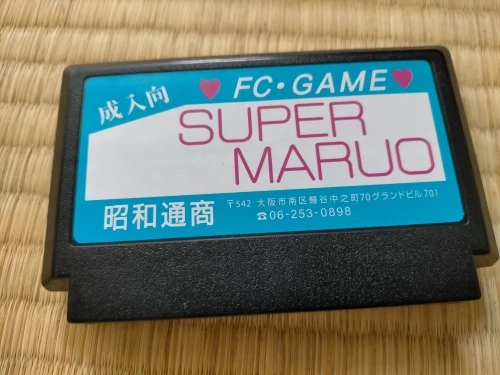 成人向
♥ FC・GAME ♥
SUPER
MARUO
昭和通商
〒542 大阪市南区鰻谷中之町70グランドビル701
☎06-253-0898